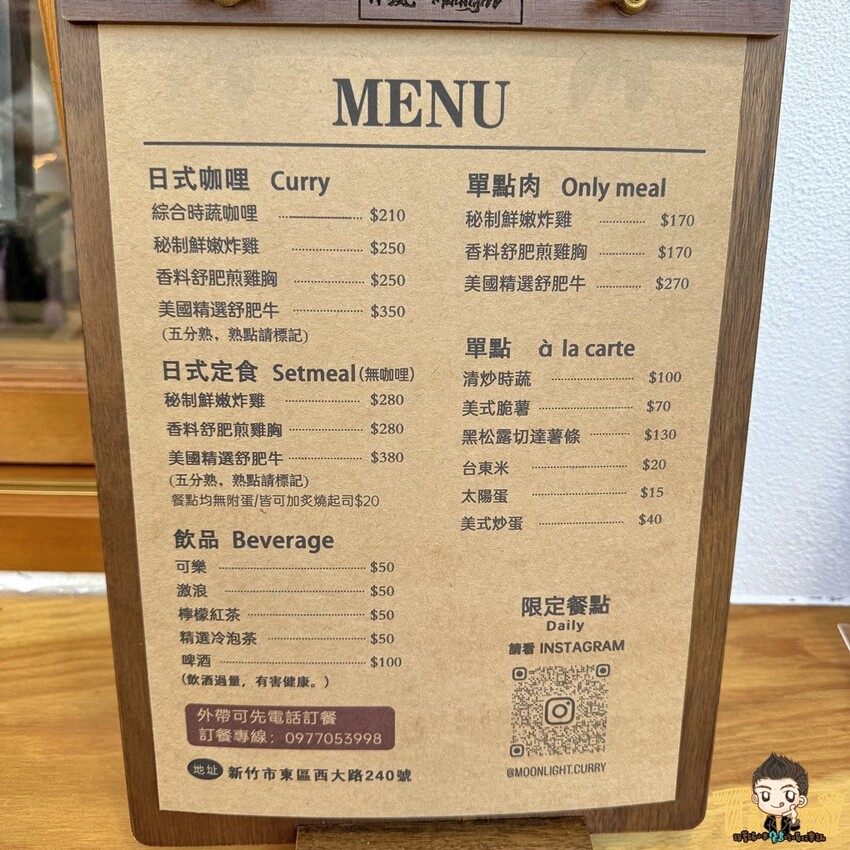 MENU
日式咖哩 Curry
綜合時蔬咖哩 $210
秘制鮮嫩炸雞 $250
香料舒肥煎雞胸 $250
美國精選舒肥牛 $350
(五分熟，熟點請標記)
日式定食 Setmeal (無咖哩)
秘制鮮嫩炸雞 $280
香料舒肥煎雞胸 $280
美國精選舒肥牛 $380
(五分熟，熟點請標記)
餐點均無附蛋/皆可加炙燒起司$20
飲品 Beverage
可樂 $50
激浪 $50
檸檬紅茶 $50
精選冷泡茶 $50
啤酒 $100
(飲酒過量，有害健康。)
外帶可先電話訂餐
訂餐專線：0977053998
地址 新竹市東區西大路240號
單點肉 Only meal
秘制鮮嫩炸雞 $170
香料舒肥煎雞胸 $170
美國精選舒肥牛 $270
單點 à la carte
清炒時蔬 $100
美式脆薯 $70
黑松露切達薯條 $130
台東米 $20
太陽蛋 $15
美式炒蛋 $40
限定餐點
Daily
請看 INSTAGRAM
@MOONLIGHT.CURRY